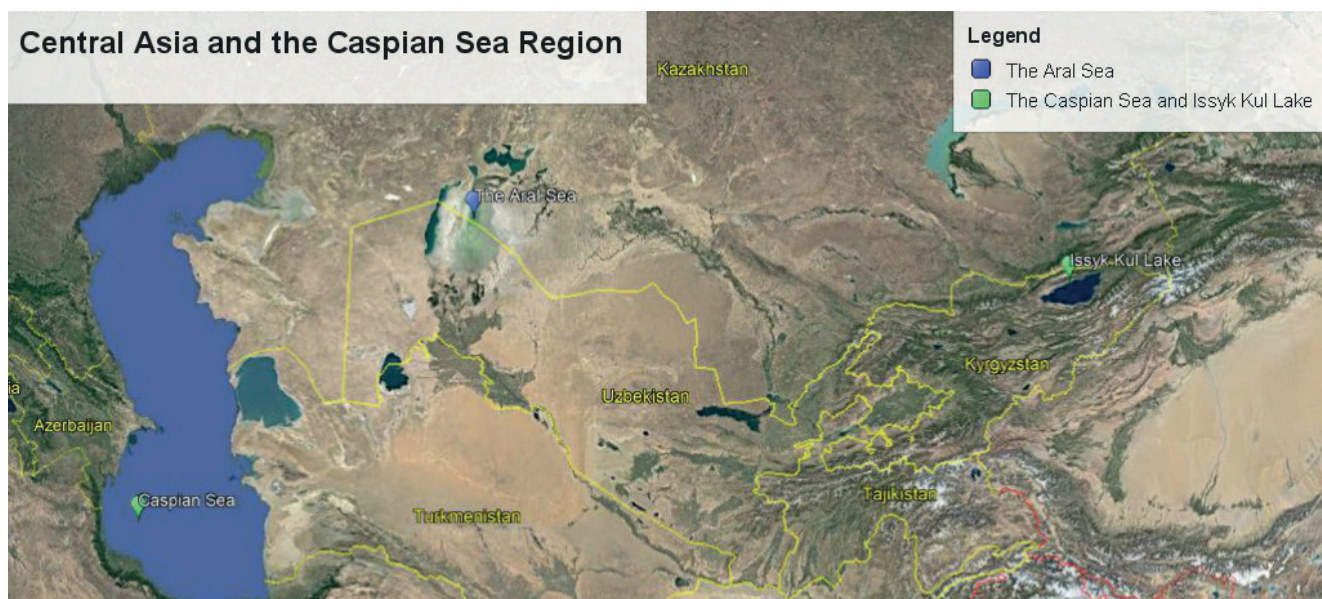 Central Asia and the Caspian Sea Region
Legend
The Aral Sea
The Caspian Sea and Issyk Kul Lake
Kazakhstan
The Aral Sea
Issyk Kul Lake
Kyrgyzstan
Uzbekistan
ia
Azerbaijan
Caspian Sea
Turkmenistan
Tajikistan